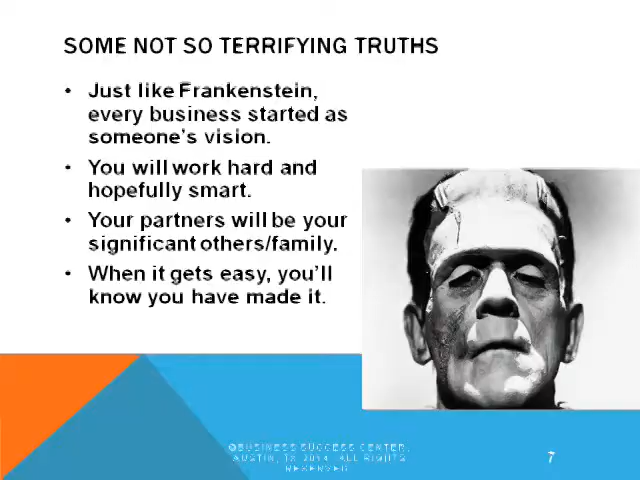 SOME NOT SO TERRIFYING TRUTHS
• Just like Frankenstein,
every business started as
someone's vision.
• You will work hard and
hopefully smart.
• Your partners will be your
significant others/family.
• When it gets easy, you'll
know you have made it.
©BUSINESS SUCCESS CENTER,
AUSTIN, TX 2014. ALL RIGHTS
RESERVED
7